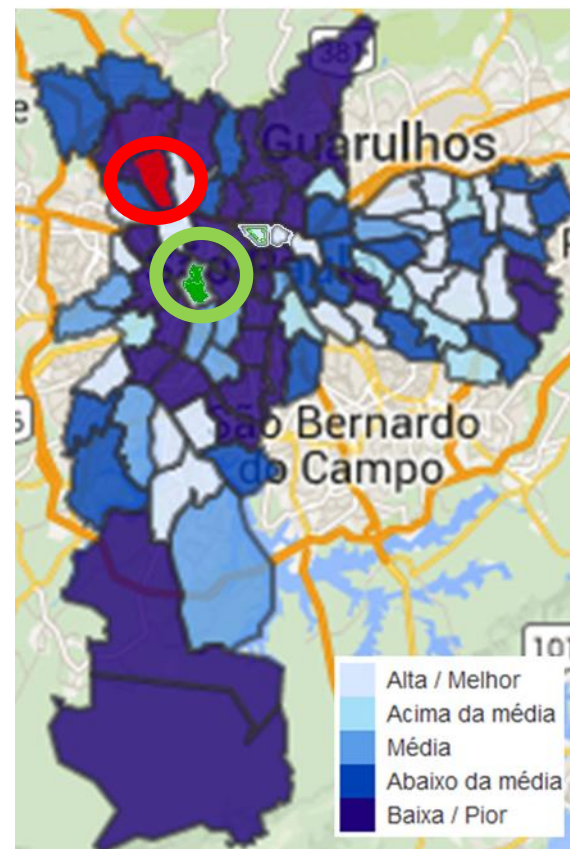 381
Guarulhos
São Bernardo
do Campo
101
Alta / Melhor
Acima da média
Média
Abaixo da média
Baixa / Pior